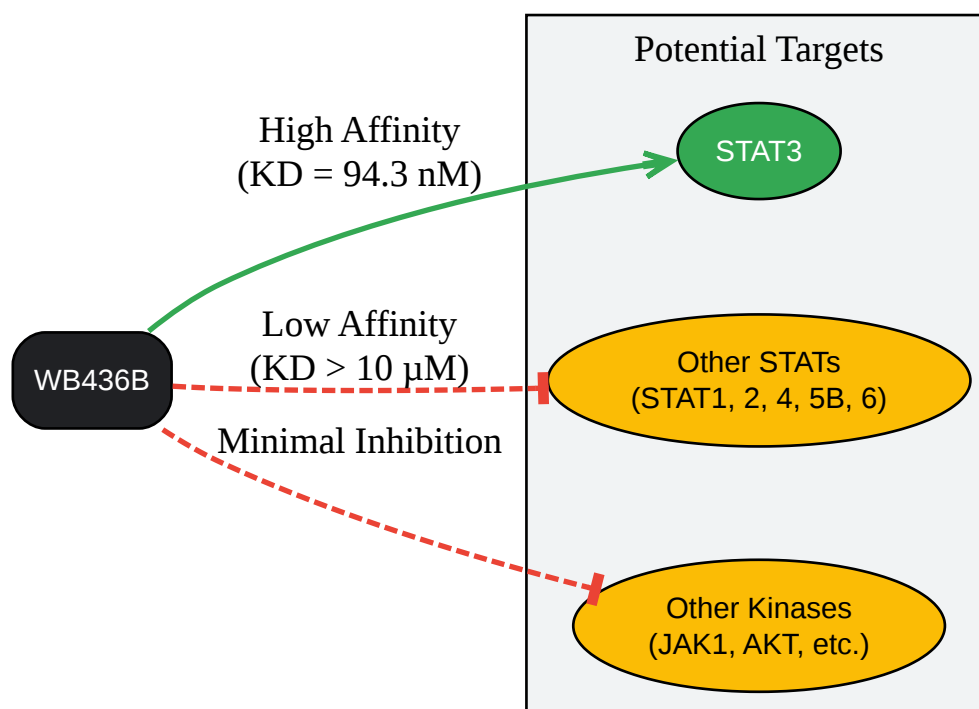 Potential Targets
High Affinity
(KD = 94.3 nM)
STAT3
WB436B
Low Affinity
(KD > 10 µM)
Other STATs
(STAT1, 2, 4, 5B, 6)
Minimal Inhibition
Other Kinases
(JAK1, AKT, etc.)